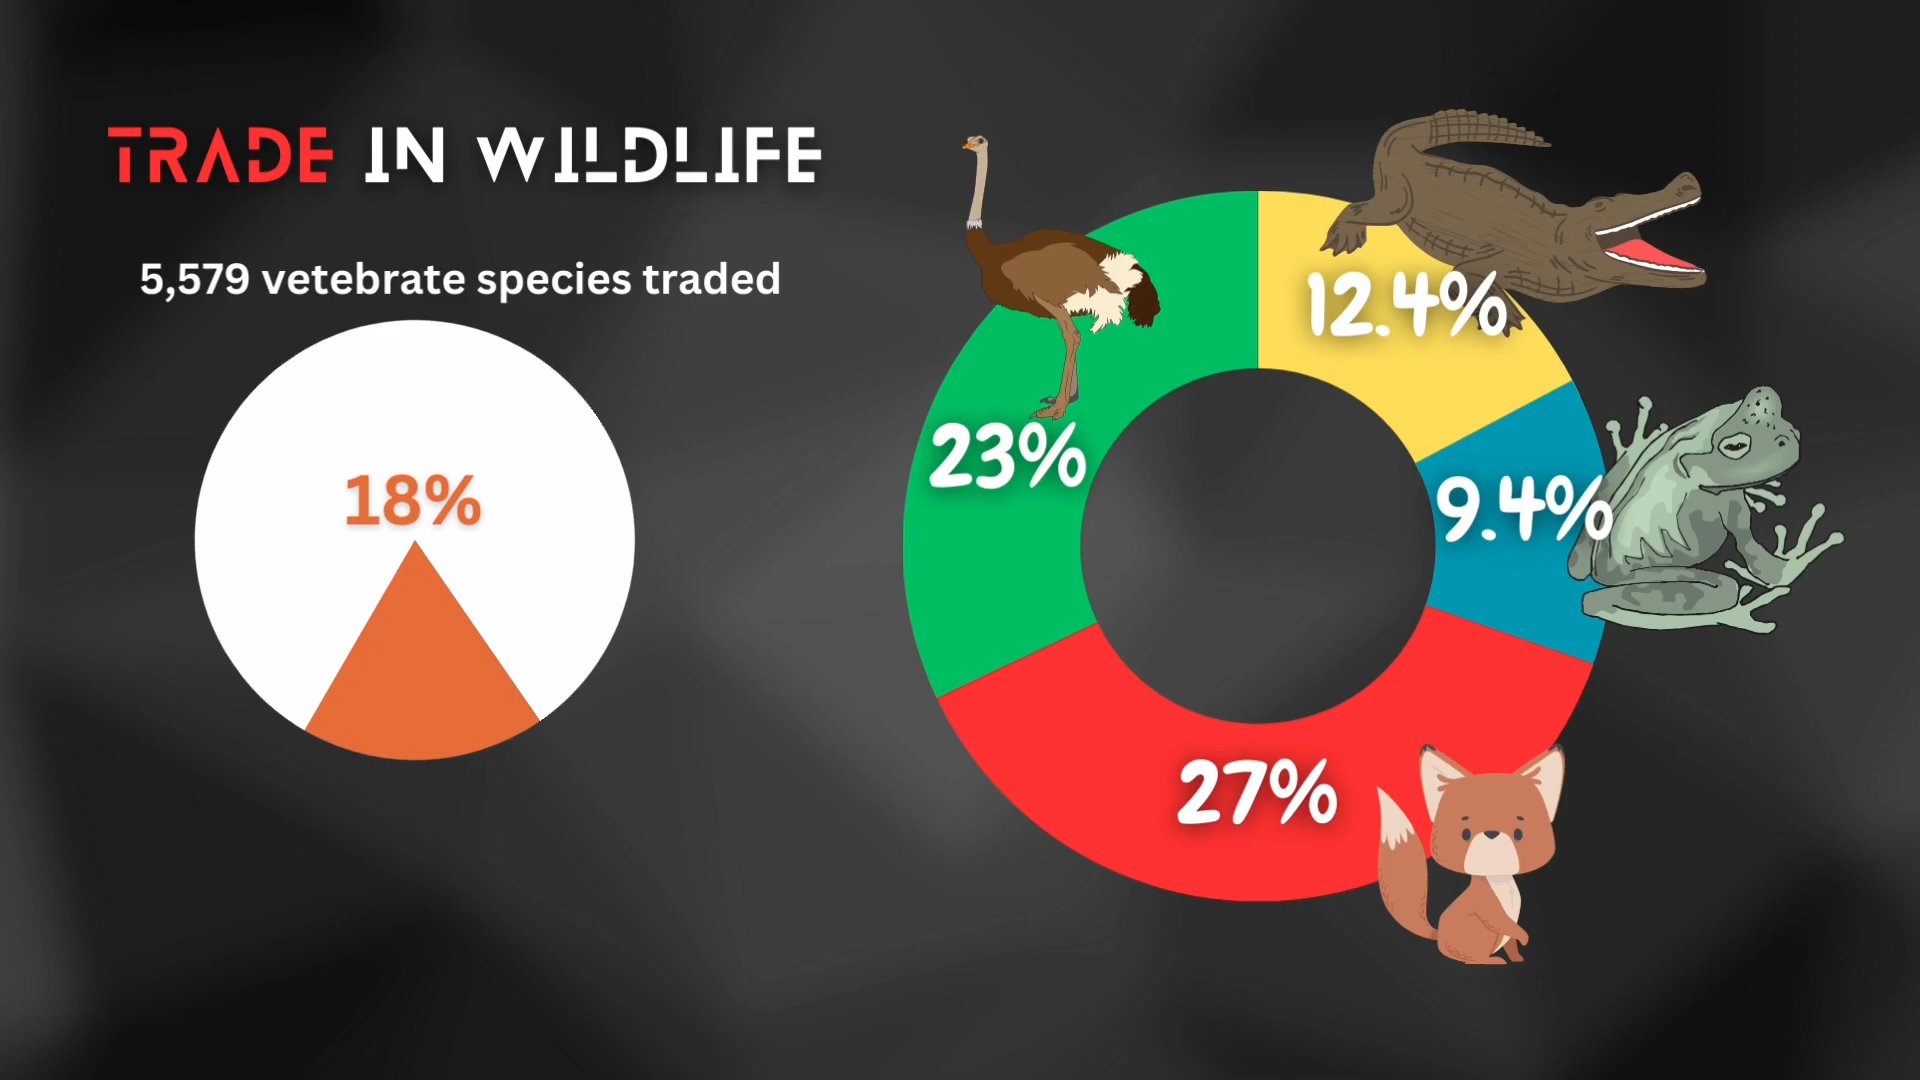 TRADE IN WILDLIFE
5,579 vetebrate species traded
18%
12.4%
9.4%
23%
27%